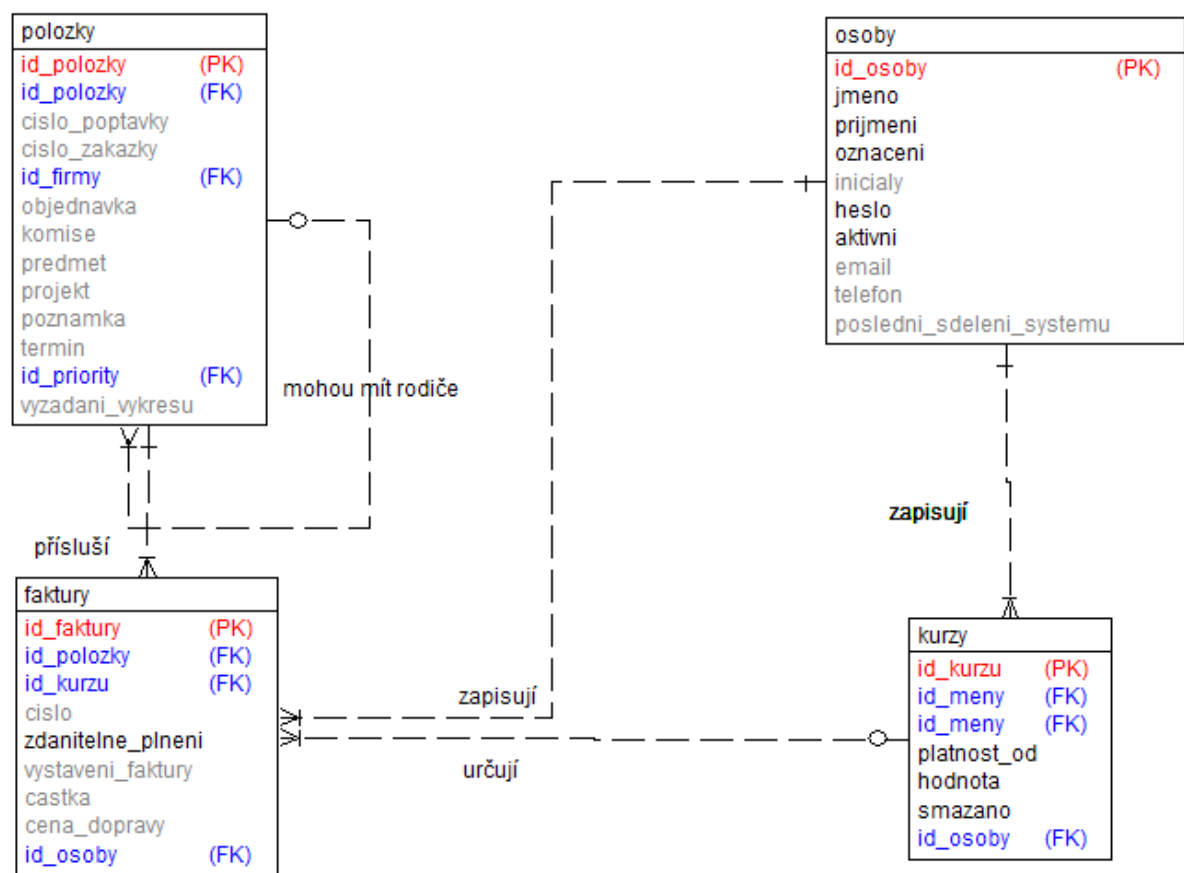 polozky
id_polozky (PK)
id_polozky (FK)
cislo_poptavky
cislo_zakazky
id_firmy (FK)
objednavka
komise
predmet
projekt
poznamka
termin
id_priority (FK)
vyzadani_vykresu
osoby
id_osoby (PK)
jmeno
prijmeni
oznaceni
inicialy
heslo
aktivni
email
telefon
posledni_sdeleni_systemu
mohou mít rodiče
přísluší
zapisují
faktury
id_faktury (PK)
id_polozky (FK)
id_kurzu (FK)
cislo
zdanitelne_plneni
vystaveni_faktury
castka
cena_dopravy
id_osoby (FK)
zapisují
určují
kurzy
id_kurzu (PK)
id_meny (FK)
id_meny (FK)
platnost_od
hodnota
smazano
id_osoby (FK)